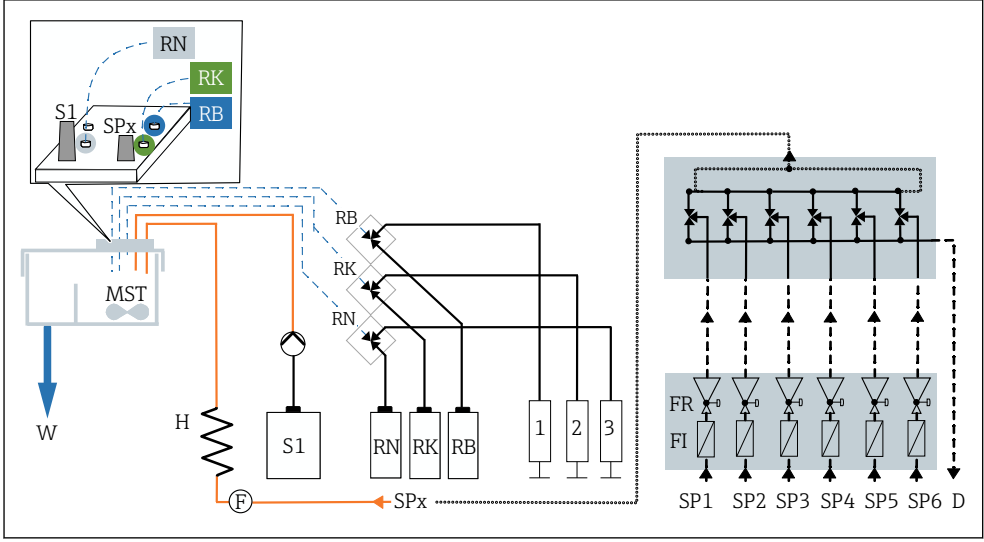 RN
RK
RB
S1
SPx
RB
RK
RN
MST
W
H
S1
RN RK RB
1 2 3
F
SPx
FR
FI
SP1 SP2 SP3 SP4 SP5 SP6 D